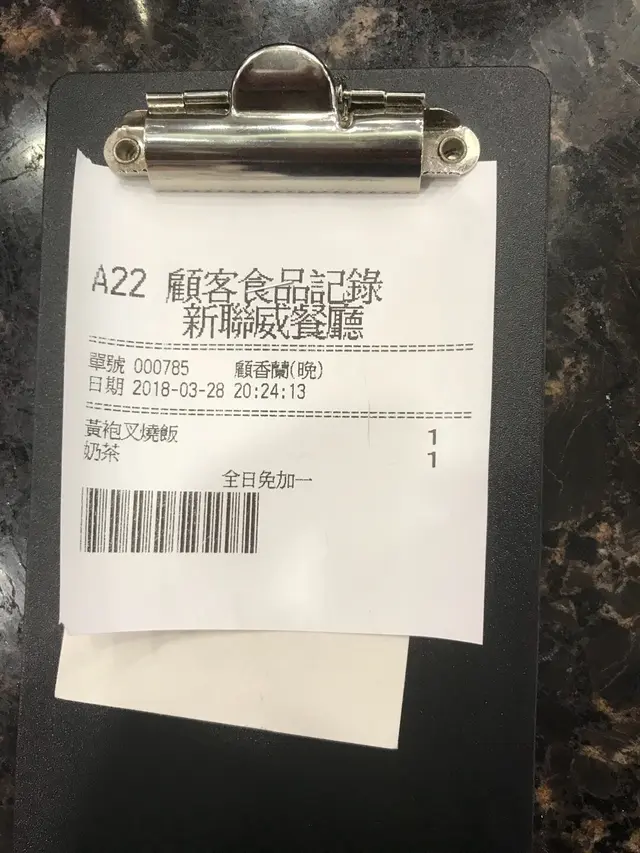 A22 顧客食品記錄
新聯威餐廳
單號 000785 顧香蘭(晚)
日期 2018-03-28 20:24:13
黃袍叉燒飯 1
奶茶 1
全日免加一